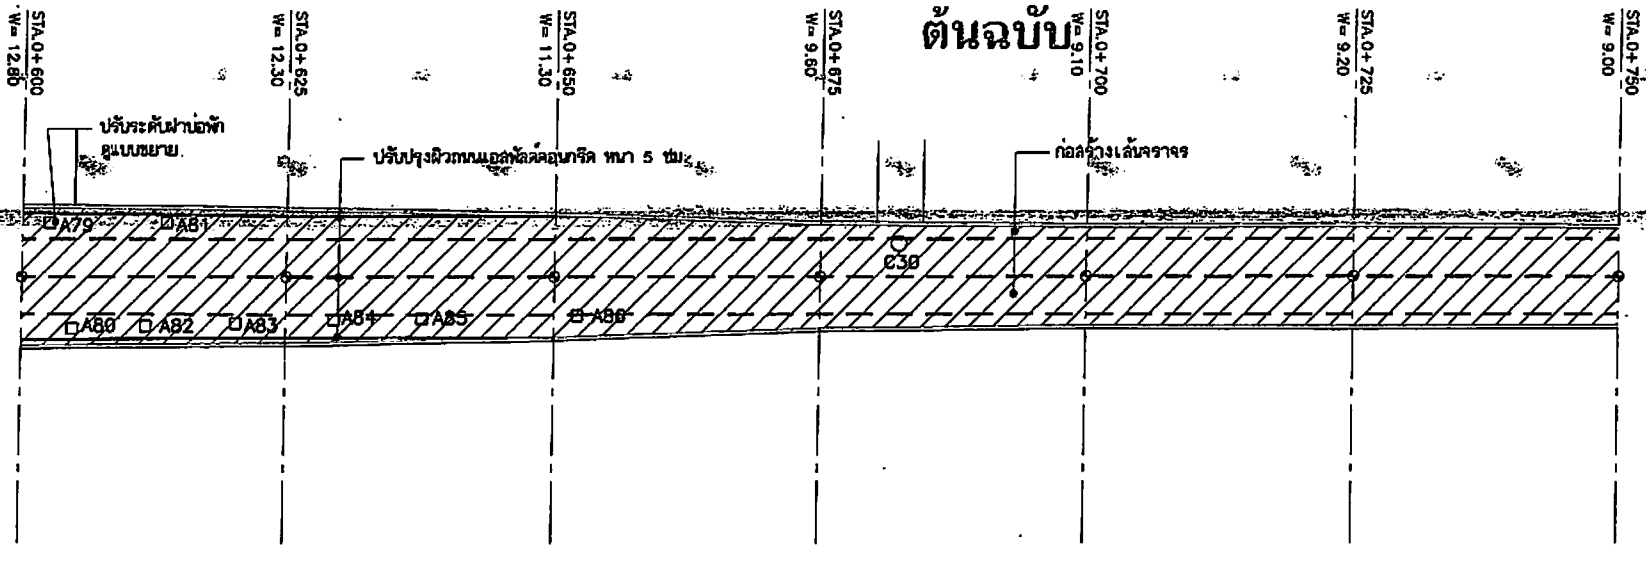 STA.0+600
W= 12.80
STA.0+625
W= 12.30
STA.0+650
W= 11.30
STA.0+675
W= 9.60
ต้นฉบับ
STA.0+700
W= 9.10
STA.0+725
W= 9.20
STA.0+750
W= 9.00
ปรับระดับฝาบ่อพัก
ดูแบบขยาย
ปรับปรุงผิวถนนแอสฟัลต์คอนกรีต หนา 5 ซม.
ก่อสร้างเส้นจราจร
A79
A81
C30
A80
A82
A83
A84
A85
A86